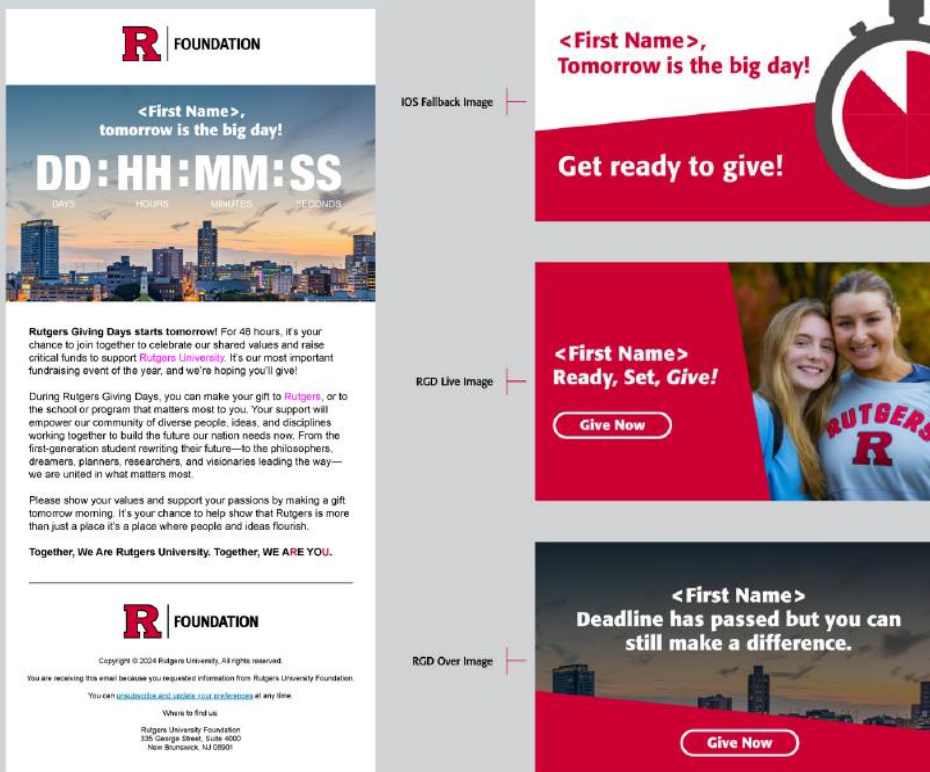 R FOUNDATION
<First Name>,
tomorrow is the big day!
DD:HH:MM:SS
DAYS HOURS MINUTES SECONDS
Rutgers Giving Days starts tomorrow! For 48 hours, it's your
chance to join together to celebrate our shared values and raise
critical funds to support Rutgers University. It's our most important
fundraising event of the year, and we're hoping you'll give!
During Rutgers Giving Days, you can make your gift to Rutgers, or to
the school or program that matters most to you. Your support will
empower our community of diverse people, ideas, and disciplines
working together to build the future our nation needs now. From the
first-generation student rewriting their future—to the philosophers,
dreamers, planners, researchers, and visionaries leading the way—
we are united in what matters most.
Please show your values and support your passions by making a gift
tomorrow morning. It's your chance to help show that Rutgers is more
than just a place it's a place where people and ideas flourish.
Together, We Are Rutgers University. Together, WE ARE YOU.
R FOUNDATION
Copyright © 2024 Rutgers University, All rights reserved.
You are receiving this email because you requested information from Rutgers University Foundation.
You can unsubscribe and update your preferences at any time.
Where to find us
Rutgers University Foundation
335 George Street, Suite 4000
New Brunswick, NJ 08901
IOS Fallback Image
<First Name>,
Tomorrow is the big day!
Get ready to give!
RGD Live Image
<First Name>
Ready, Set, Give!
Give Now
RUTGERS
R
RGD Over Image
<First Name>
Deadline has passed but you can
still make a difference.
Give Now